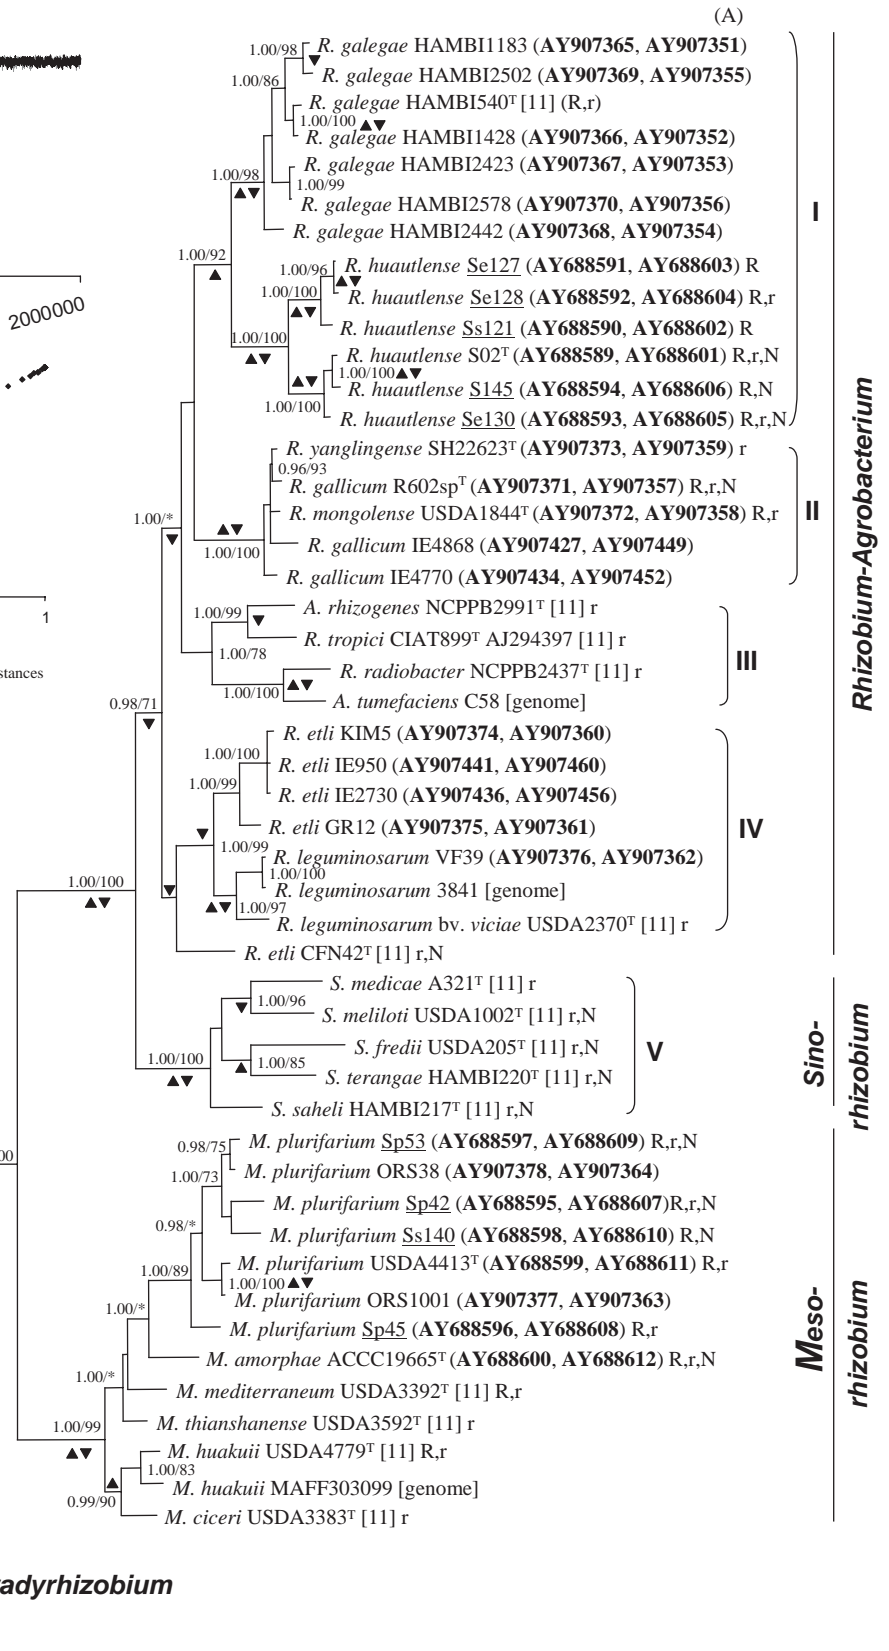 (A)
1.00/98
R. galegae HAMBI1183 (AY907365, AY907351)
R. galegae HAMBI2502 (AY907369, AY907355)
1.00/86
R. galegae HAMBI540T [11] (R,r)
1.00/100 ▲▼
R. galegae HAMBI1428 (AY907366, AY907352)
R. galegae HAMBI2423 (AY907367, AY907353)
1.00/98
1.00/99
R. galegae HAMBI2578 (AY907370, AY907356)
I
R. galegae HAMBI2442 (AY907368, AY907354)
1.00/92
1.00/96
R. huautlense Se127 (AY688591, AY688603) R
1.00/100
R. huautlense Se128 (AY688592, AY688604) R,r
2000000
R. huautlense Ss121 (AY688590, AY688602) R
1.00/100
R. huautlense S02T (AY688589, AY688601) R,r,N
1.00/100▲▼
R. huautlense S145 (AY688594, AY688606) R,N
1.00/100
R. huautlense Se130 (AY688593, AY688605) R,r,N
R. yanglingense SH22623T (AY907373, AY907359) r
0.96/93
R. gallicum R602spT (AY907371, AY907357) R,r,N
R. mongolense USDA1844T (AY907372, AY907358) R,r
II
1.00/*
1.00/100
R. gallicum IE4868 (AY907427, AY907449)
R. gallicum IE4770 (AY907434, AY907452)
Rhizobium-Agrobacterium
1
1.00/99
A. rhizogenes NCPPB2991T [11] r
R. tropici CIAT899T AJ294397 [11] r
1.00/78
III
stances
R. radiobacter NCPPB2437T [11] r
1.00/100
A. tumefaciens C58 [genome]
0.98/71
R. etli KIM5 (AY907374, AY907360)
1.00/100
R. etli IE950 (AY907441, AY907460)
1.00/99
R. etli IE2730 (AY907436, AY907456)
R. etli GR12 (AY907375, AY907361)
IV
1.00/99
R. leguminosarum VF39 (AY907376, AY907362)
1.00/100
1.00/100
R. leguminosarum 3841 [genome]
1.00/97
R. leguminosarum bv. viciae USDA2370T [11] r
R. etli CFN42T [11] r,N
S. medicae A321T [11] r
1.00/96
S. meliloti USDA1002T [11] r,N
S. fredii USDA205T [11] r,N
V
Sino-
rhizobium
1.00/100
1.00/85
S. terangae HAMBI220T [11] r,N
S. saheli HAMBI217T [11] r,N
0.98/75
M. plurifarium Sp53 (AY688597, AY688609) R,r,N
00
M. plurifarium ORS38 (AY907378, AY907364)
1.00/73
M. plurifarium Sp42 (AY688595, AY688607)R,r,N
0.98/*
M. plurifarium Ss140 (AY688598, AY688610) R,N
1.00/89
M. plurifarium USDA4413T (AY688599, AY688611) R,r
1.00/100▲▼
M. plurifarium ORS1001 (AY907377, AY907363)
1.00/*
M. plurifarium Sp45 (AY688596, AY688608) R,r
Meso-
rhizobium
M. amorphae ACCC19665T (AY688600, AY688612) R,r,N
1.00/*
M. mediterraneum USDA3392T [11] R,r
1.00/99
M. thianshanense USDA3592T [11] r
M. huakuii USDA4779T [11] R,r
1.00/83
M. huakuii MAFF303099 [genome]
0.99/90
M. ciceri USDA3383T [11] r
adyrhizobium